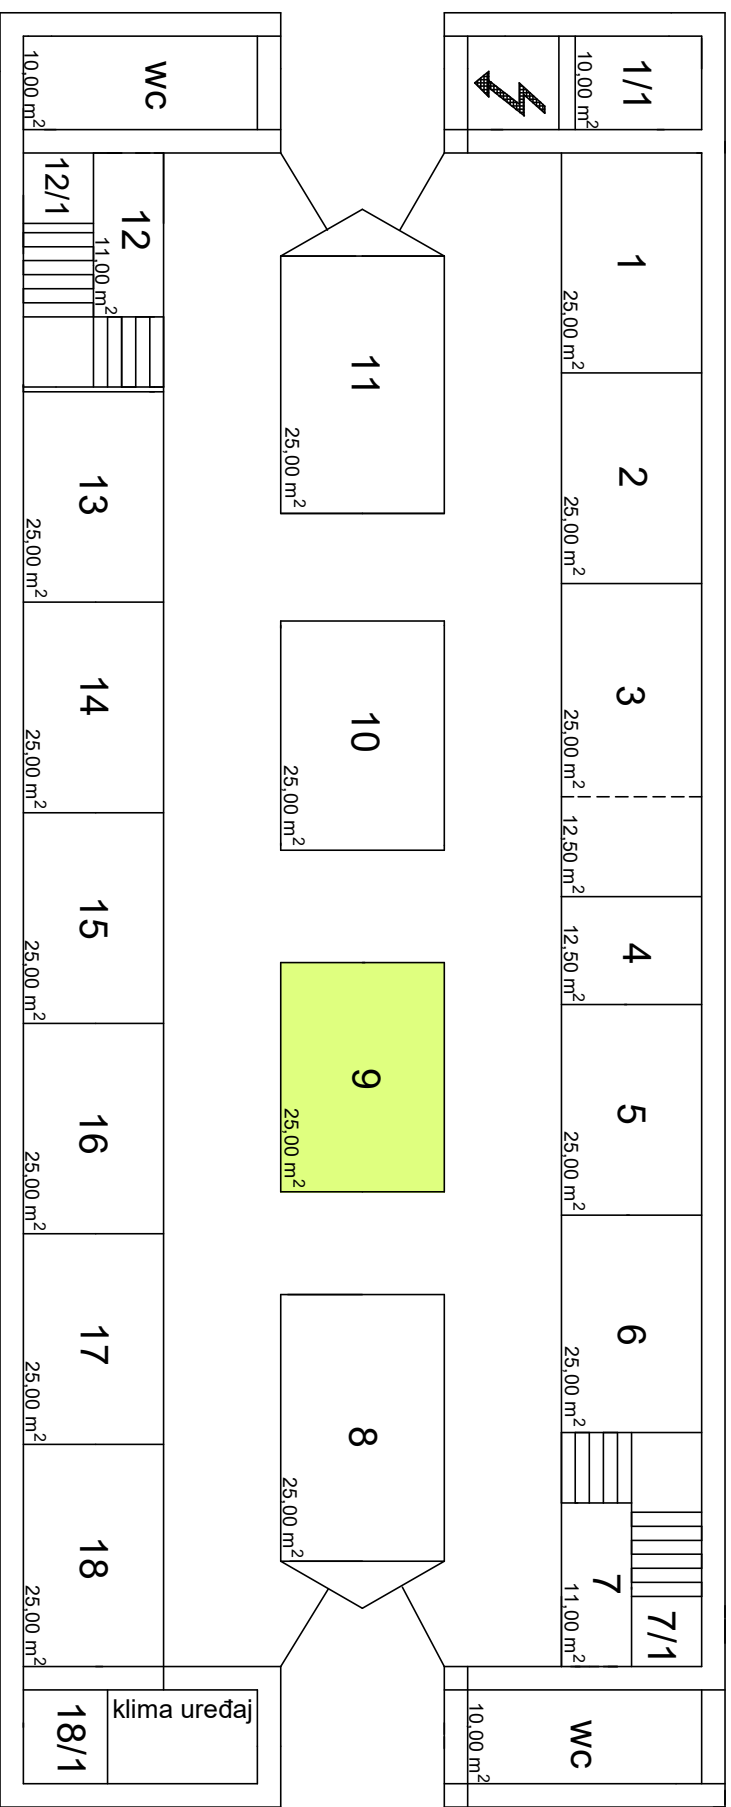 WC
10,00 m²
1/1
10,00 m²
12/1
12
11,00 m²
11
25,00 m²
1
25,00 m²
2
25,00 m²
13
25,00 m²
3
25,00 m²
12,50 m²
14
25,00 m²
10
25,00 m²
15
25,00 m²
4
12,50 m²
9
25,00 m²
5
25,00 m²
16
25,00 m²
6
25,00 m²
17
25,00 m²
8
25,00 m²
18
25,00 m²
7
11,00 m²
7/1
klima uređaj
18/1
WC
10,00 m²